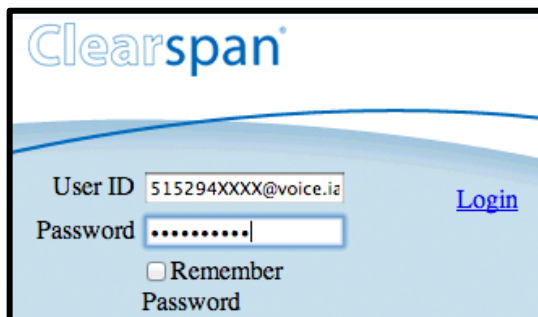 Clearspan
User ID 515294XXXX@voice.ia
Login
Password ••••••••••
Remember
Password